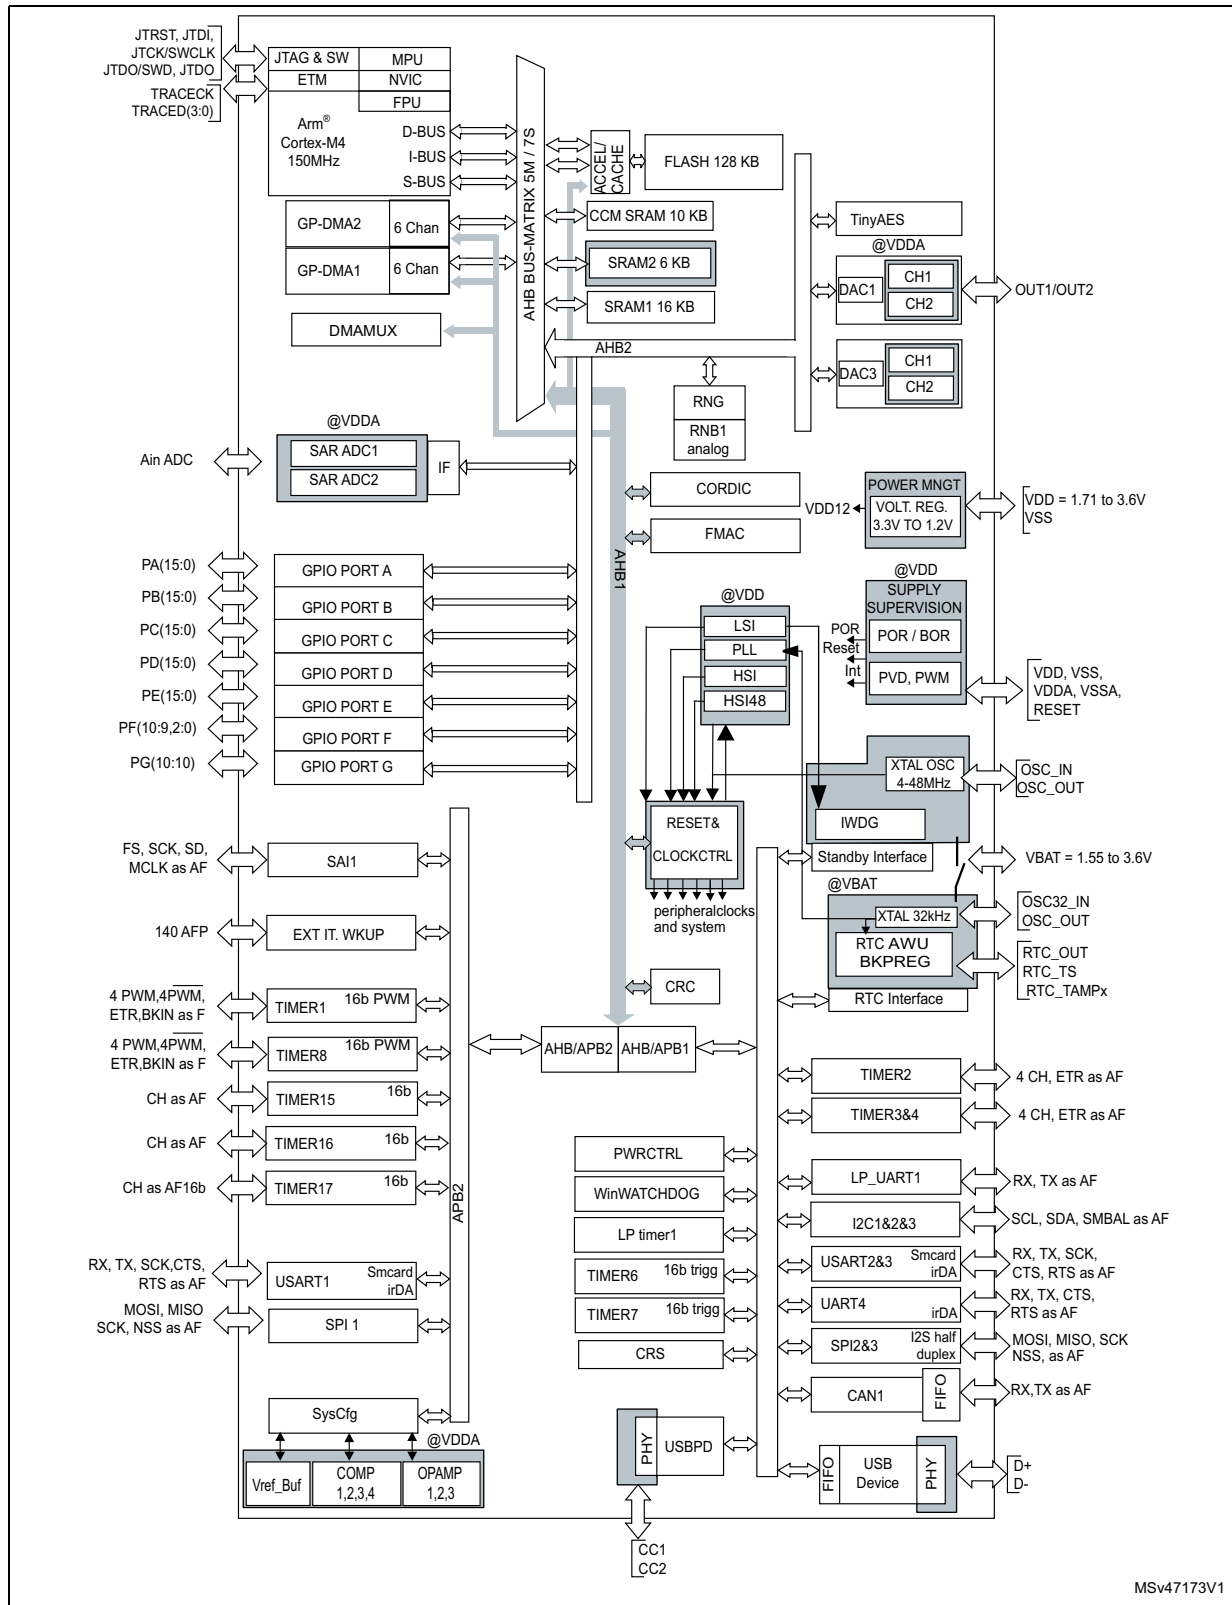 JTRST, JTDI,
JTCK/SWCLK
JTDO/SWD, JTDO
TRACECK
TRACED(3:0)
JTAG & SW
MPU
ETM
NVIC
FPU
Arm®
Cortex-M4
150MHz
D-BUS
I-BUS
S-BUS
GP-DMA2
6 Chan
GP-DMA1
6 Chan
DMAMUX
AHB BUS-MATRIX 5M / 7S
ACCEL/
CACHE
FLASH 128 KB
CCM SRAM 10 KB
SRAM2 6 KB
SRAM1 16 KB
AHB2
RNG
RNB1
analog
TinyAES
@VDDA
DAC1
CH1
CH2
OUT1/OUT2
DAC3
CH1
CH2
@VDDA
Ain ADC
SAR ADC1
SAR ADC2
IF
CORDIC
FMAC
AHB1
POWER MNGT
VDD12
VOLT. REG.
3.3V TO 1.2V
VDD = 1.71 to 3.6V
VSS
PA(15:0)
GPIO PORT A
PB(15:0)
GPIO PORT B
PC(15:0)
GPIO PORT C
PD(15:0)
GPIO PORT D
PE(15:0)
GPIO PORT E
PF(10:9,2:0)
GPIO PORT F
PG(10:10)
GPIO PORT G
@VDD
LSI
PLL
HSI
HSI48
@VDD
SUPPLY
SUPERVISION
POR
Reset
Int
POR / BOR
PVD, PWM
VDD, VSS,
VDDA, VSSA,
RESET
XTAL OSC
4-48MHz
OSC_IN
OSC_OUT
IWDG
RESET&
CLOCKCTRL
peripheralclocks
and system
Standby Interface
VBAT = 1.55 to 3.6V
@VBAT
XTAL 32kHz
OSC32_IN
OSC_OUT
RTC AWU
BKPREG
RTC_OUT
RTC_TS
RTC_TAMPx
RTC Interface
CRC
FS, SCK, SD,
MCLK as AF
SAI1
140 AFP
EXT IT. WKUP
4 PWM,4PWM,
ETR,BKIN as F
TIMER1
16b PWM
4 PWM,4PWM,
ETR,BKIN as F
TIMER8
16b PWM
CH as AF
TIMER15
16b
CH as AF
TIMER16
16b
CH as AF16b
TIMER17
16b
APB2
AHB/APB2
AHB/APB1
RX, TX, SCK,CTS,
RTS as AF
USART1
Smcard
irDA
MOSI, MISO
SCK, NSS as AF
SPI 1
SysCfg
@VDDA
Vref_Buf
COMP
1,2,3,4
OPAMP
1,2,3
PWRCTRL
WinWATCHDOG
LP timer1
TIMER6
16b trigg
TIMER7
16b trigg
CRS
PHY
USBPD
CC1
CC2
TIMER2
4 CH, ETR as AF
TIMER3&4
4 CH, ETR as AF
LP_UART1
RX, TX as AF
I2C1&2&3
SCL, SDA, SMBAL as AF
USART2&3
Smcard
irDA
RX, TX, SCK,
CTS, RTS as AF
UART4
irDA
RX, TX, CTS,
RTS as AF
SPI2&3
I2S half
duplex
MOSI, MISO, SCK
NSS, as AF
CAN1
FIFO
RX,TX as AF
FIFO
USB
Device
PHY
D+
D-
MSv47173V1